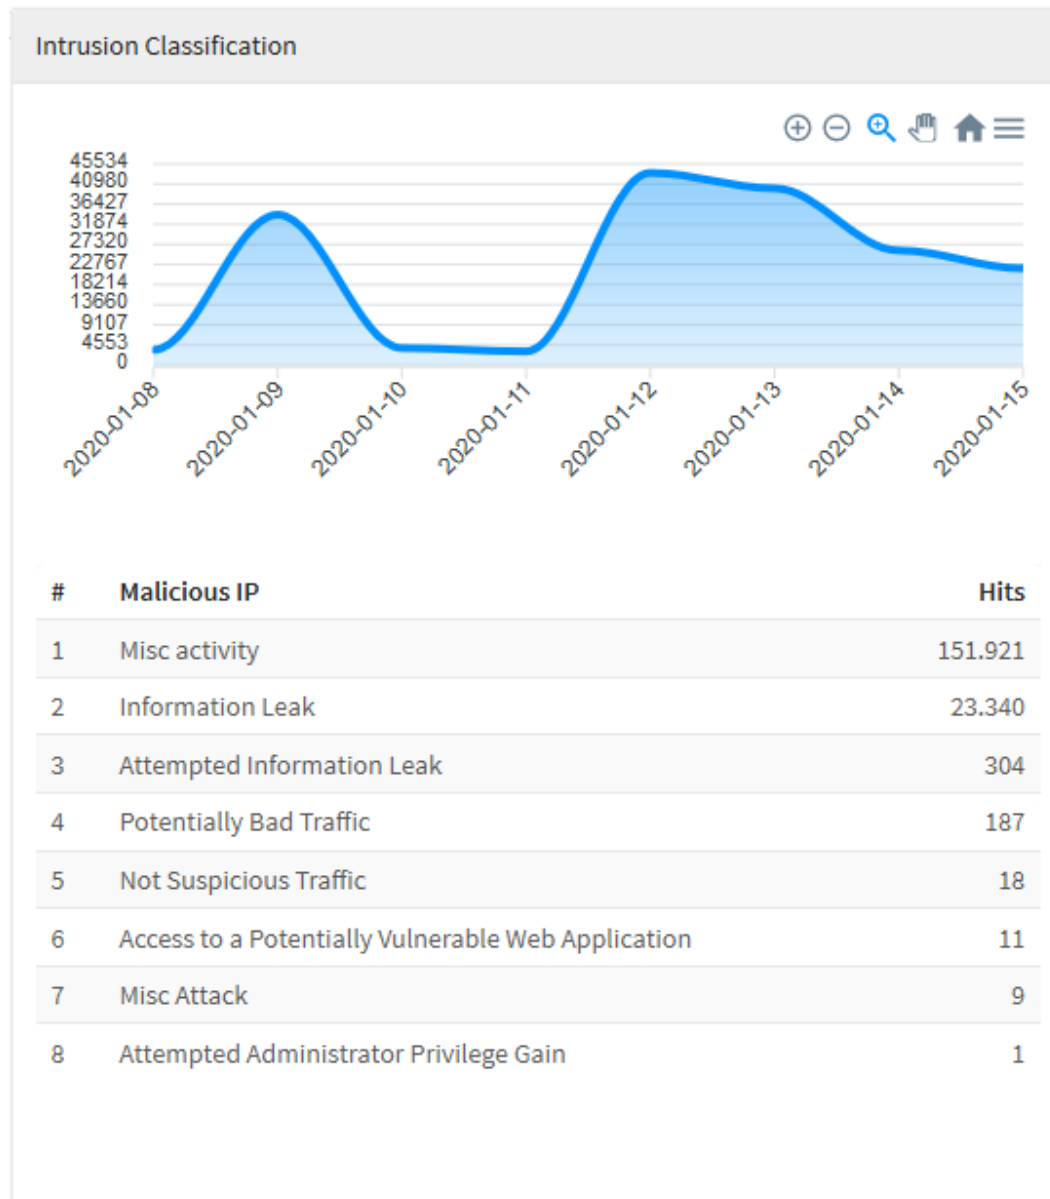 Intrusion Classification
45534
40980
36427
31874
27320
22767
18214
13660
9107
4553
0
2020-01-08
2020-01-09
2020-01-10
2020-01-11
2020-01-12
2020-01-13
2020-01-14
2020-01-15
# Malicious IP Hits
1 Misc activity 151.921
2 Information Leak 23.340
3 Attempted Information Leak 304
4 Potentially Bad Traffic 187
5 Not Suspicious Traffic 18
6 Access to a Potentially Vulnerable Web Application 11
7 Misc Attack 9
8 Attempted Administrator Privilege Gain 1